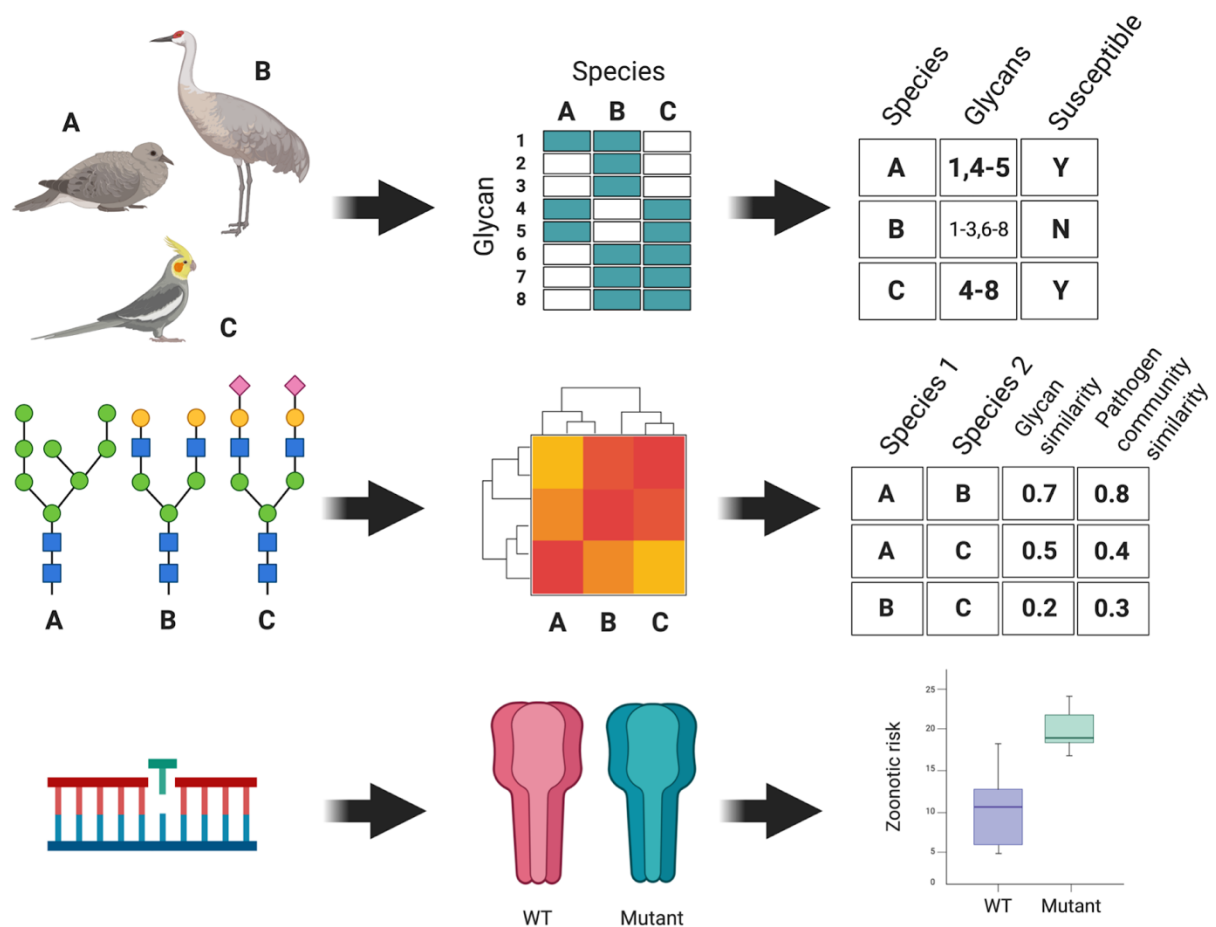 A
B
C
Species
A B C
Glycan
1
2
3
4
5
6
7
8
Species
Glycans
Susceptible
A 1,4-5 Y
B 1-3,6-8 N
C 4-8 Y
A B C
A B C
Species 1
Species 2
Glycan
similarity
Pathogen
community
similarity
A B 0.7 0.8
A C 0.5 0.4
B C 0.2 0.3
WT Mutant
Zoonotic risk
25
20
15
10
5
0
WT Mutant